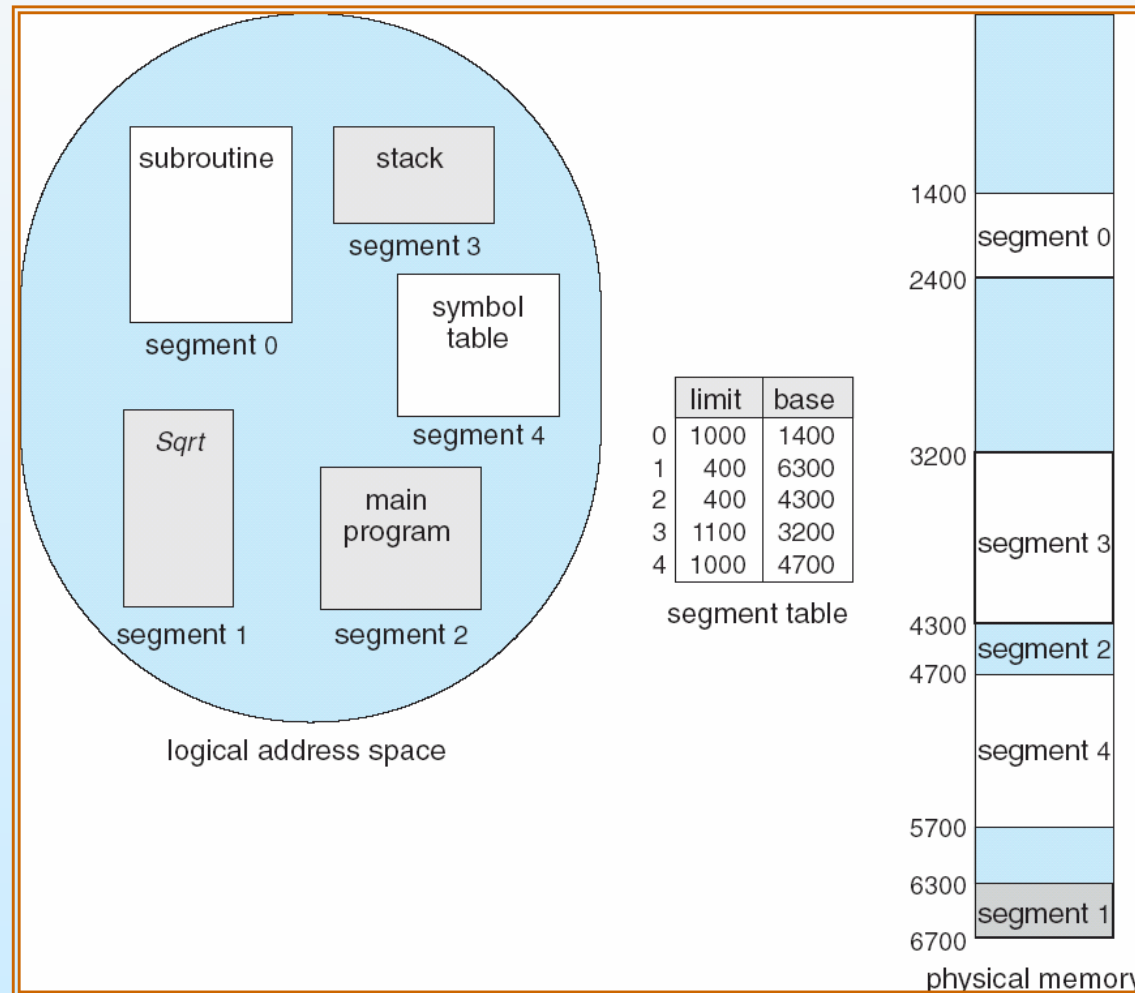 subroutine
segment 0
stack
segment 3
symbol
table
segment 4
Sqrt
segment 1
main
program
segment 2
logical address space
limit base
0 1000 1400
1 400 6300
2 400 4300
3 1100 3200
4 1000 4700
segment table
1400
segment 0
2400
3200
segment 3
4300
segment 2
4700
segment 4
5700
6300
segment 1
6700
physical memory